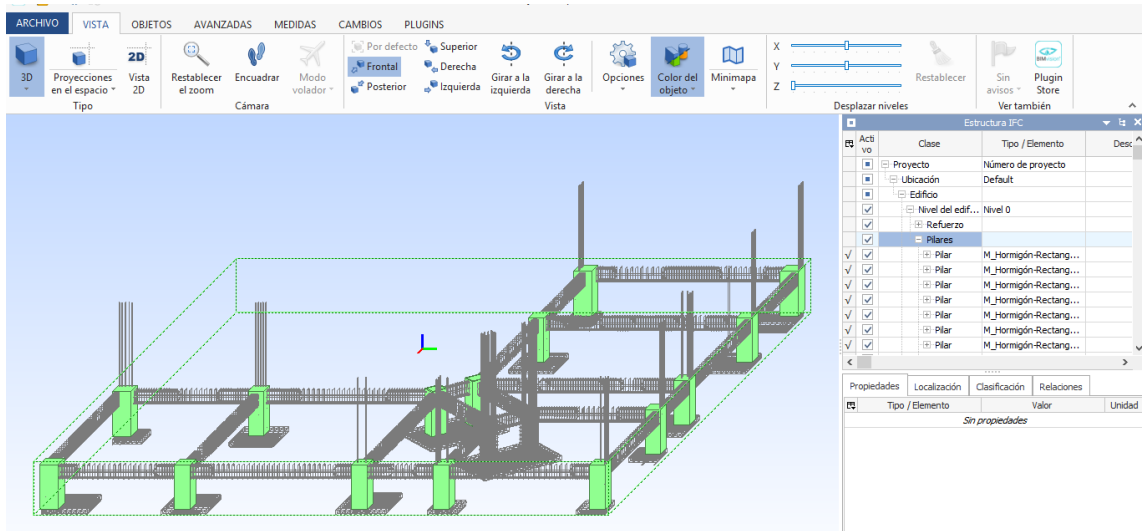 ARCHIVO VISTA OBJETOS AVANZADAS MEDIDAS CAMBIOS PLUGINS
3D
Proyecciones
en el espacio
2D
Vista
2D
Tipo
Restablecer
el zoom
Encuadrar
Modo
volador
Cámara
Por defecto
Frontal
Posterior
Superior
Derecha
Izquierda
Girar a la
izquierda
Girar a la
derecha
Vista
Opciones
Color del
objeto
Minimapa
X
Y
Z
Restablecer
Desplazar niveles
Sin
avisos
Plugin
Store
Ver también
Estructura IFC
Acti
vo
Clase Tipo / Elemento Desc
Proyecto Número de proyecto
Ubicación Default
Edificio
Nivel del edif... Nivel 0
Refuerzo
Pilares
Pilar M_Hormigón-Rectang...
Pilar M_Hormigón-Rectang...
Pilar M_Hormigón-Rectang...
Pilar M_Hormigón-Rectang...
Pilar M_Hormigón-Rectang...
Pilar M_Hormigón-Rectang...
Pilar M_Hormigón-Rectang...
Propiedades Localización Clasificación Relaciones
Tipo / Elemento Valor Unidad
Sin propiedades